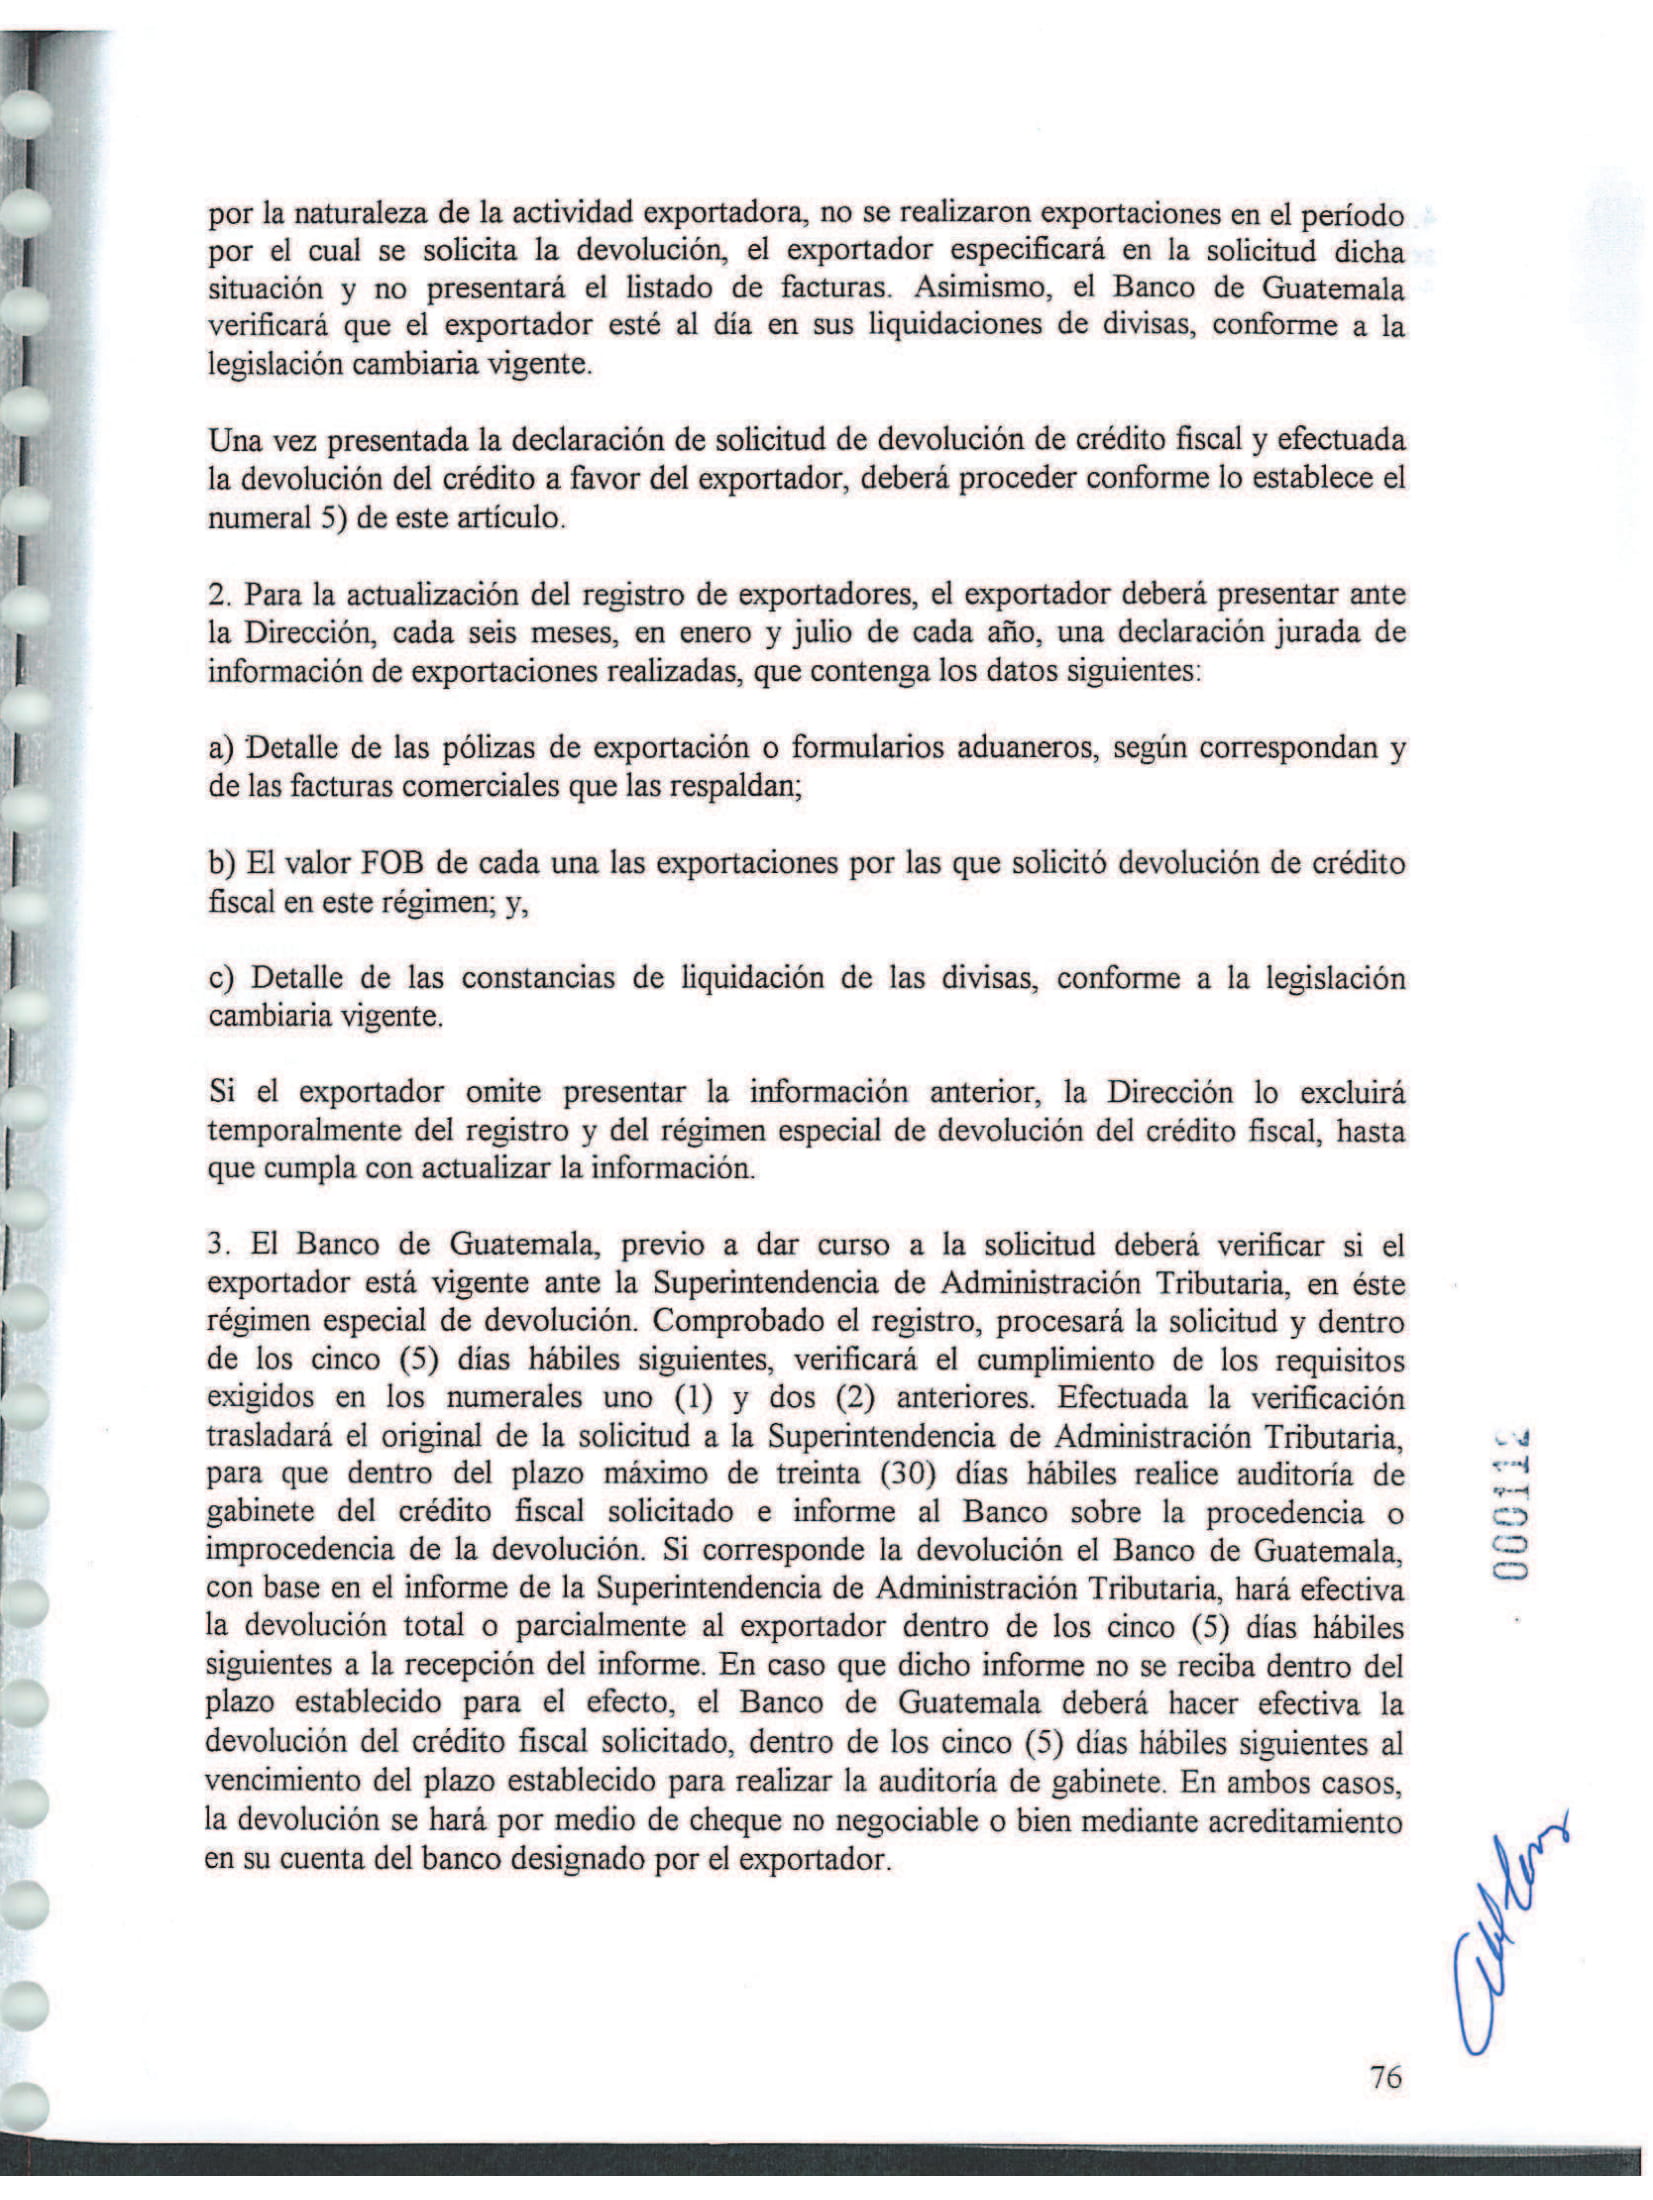 por la naturaleza de la actividad exportadora, no se realizaron exportaciones en el período
por el cual se solicita la devolución, el exportador especificará en la solicitud dicha
situación y no presentará el listado de facturas. Asimismo, el Banco de Guatemala
verificará que el exportador esté al día en sus liquidaciones de divisas, conforme a la
legislación cambiaria vigente.
Una vez presentada la declaración de solicitud de devolución de crédito fiscal y efectuada
la devolución del crédito a favor del exportador, deberá proceder conforme lo establece el
numeral 5) de este artículo.
2. Para la actualización del registro de exportadores, el exportador deberá presentar ante
la Dirección, cada seis meses, en enero y julio de cada año, una declaración jurada de
información de exportaciones realizadas, que contenga los datos siguientes:
a) Detalle de las pólizas de exportación o formularios aduaneros, según correspondan y
de las facturas comerciales que las respaldan;
b) El valor FOB de cada una las exportaciones por las que solicitó devolución de crédito
fiscal en este régimen; y,
c) Detalle de las constancias de liquidación de las divisas, conforme a la legislación
cambiaria vigente.
Si el exportador omite presentar la información anterior, la Dirección lo excluirá
temporalmente del registro y del régimen especial de devolución del crédito fiscal, hasta
que cumpla con actualizar la información.
3. El Banco de Guatemala, previo a dar curso a la solicitud deberá verificar si el
exportador está vigente ante la Superintendencia de Administración Tributaria, en éste
régimen especial de devolución. Comprobado el registro, procesará la solicitud y dentro
de los cinco (5) días hábiles siguientes, verificará el cumplimiento de los requisitos
exigidos en los numerales uno (1) y dos (2) anteriores. Efectuada la verificación
trasladará el original de la solicitud a la Superintendencia de Administración Tributaria,
para que dentro del plazo máximo de treinta (30) días hábiles realice auditoría de
gabinete del crédito fiscal solicitado e informe al Banco sobre la procedencia o
improcedencia de la devolución. Si corresponde la devolución el Banco de Guatemala,
con base en el informe de la Superintendencia de Administración Tributaria, hará efectiva
la devolución total o parcialmente al exportador dentro de los cinco (5) días hábiles
siguientes a la recepción del informe. En caso que dicho informe no se reciba dentro del
plazo establecido para el efecto, el Banco de Guatemala deberá hacer efectiva la
devolución del crédito fiscal solicitado, dentro de los cinco (5) días hábiles siguientes al
vencimiento del plazo establecido para realizar la auditoría de gabinete. En ambos casos,
la devolución se hará por medio de cheque no negociable o bien mediante acreditamiento
en su cuenta del banco designado por el exportador.
000112
76